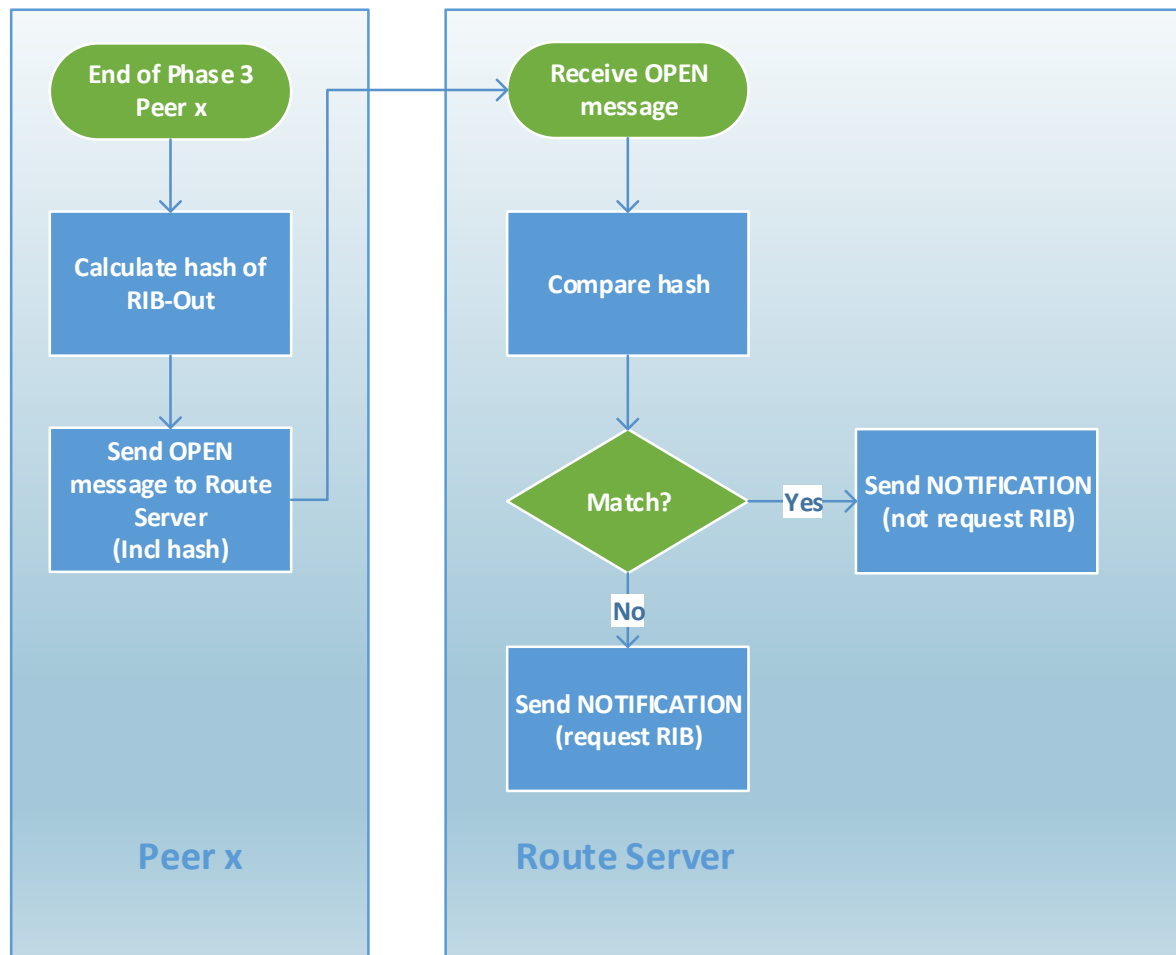 End of Phase 3
Peer x
Calculate hash of
RIB-Out
Send OPEN
message to Route
Server
(Incl hash)
Peer x
Receive OPEN
message
Compare hash
Match?
Yes
Send NOTIFICATION
(not request RIB)
No
Send NOTIFICATION
(request RIB)
Route Server